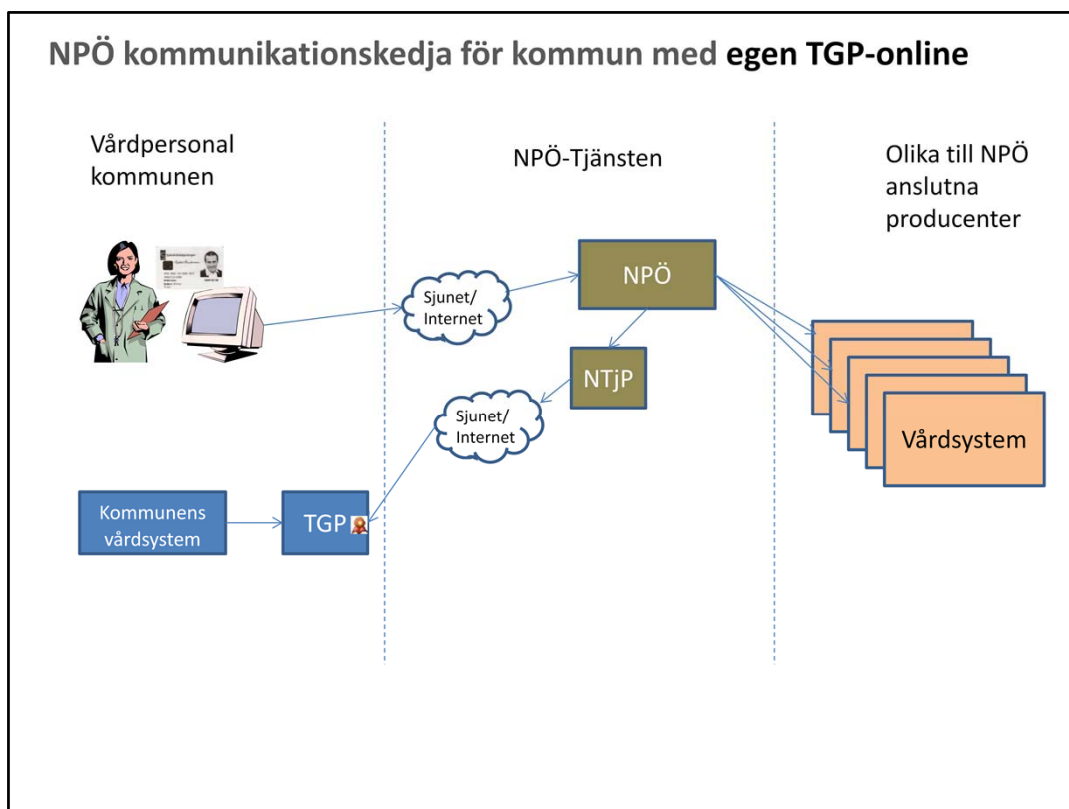 NPÖ kommunikationskedja för kommun med egen TGP-online
Vårdpersonal
kommunen
NPÖ-Tjänsten
Olika till NPÖ
anslutna
producenter
Sjunet/
Internet
NPÖ
NTjP
Sjunet/
Internet
Vårdsystem
Kommunens
vårdsystem
TGP